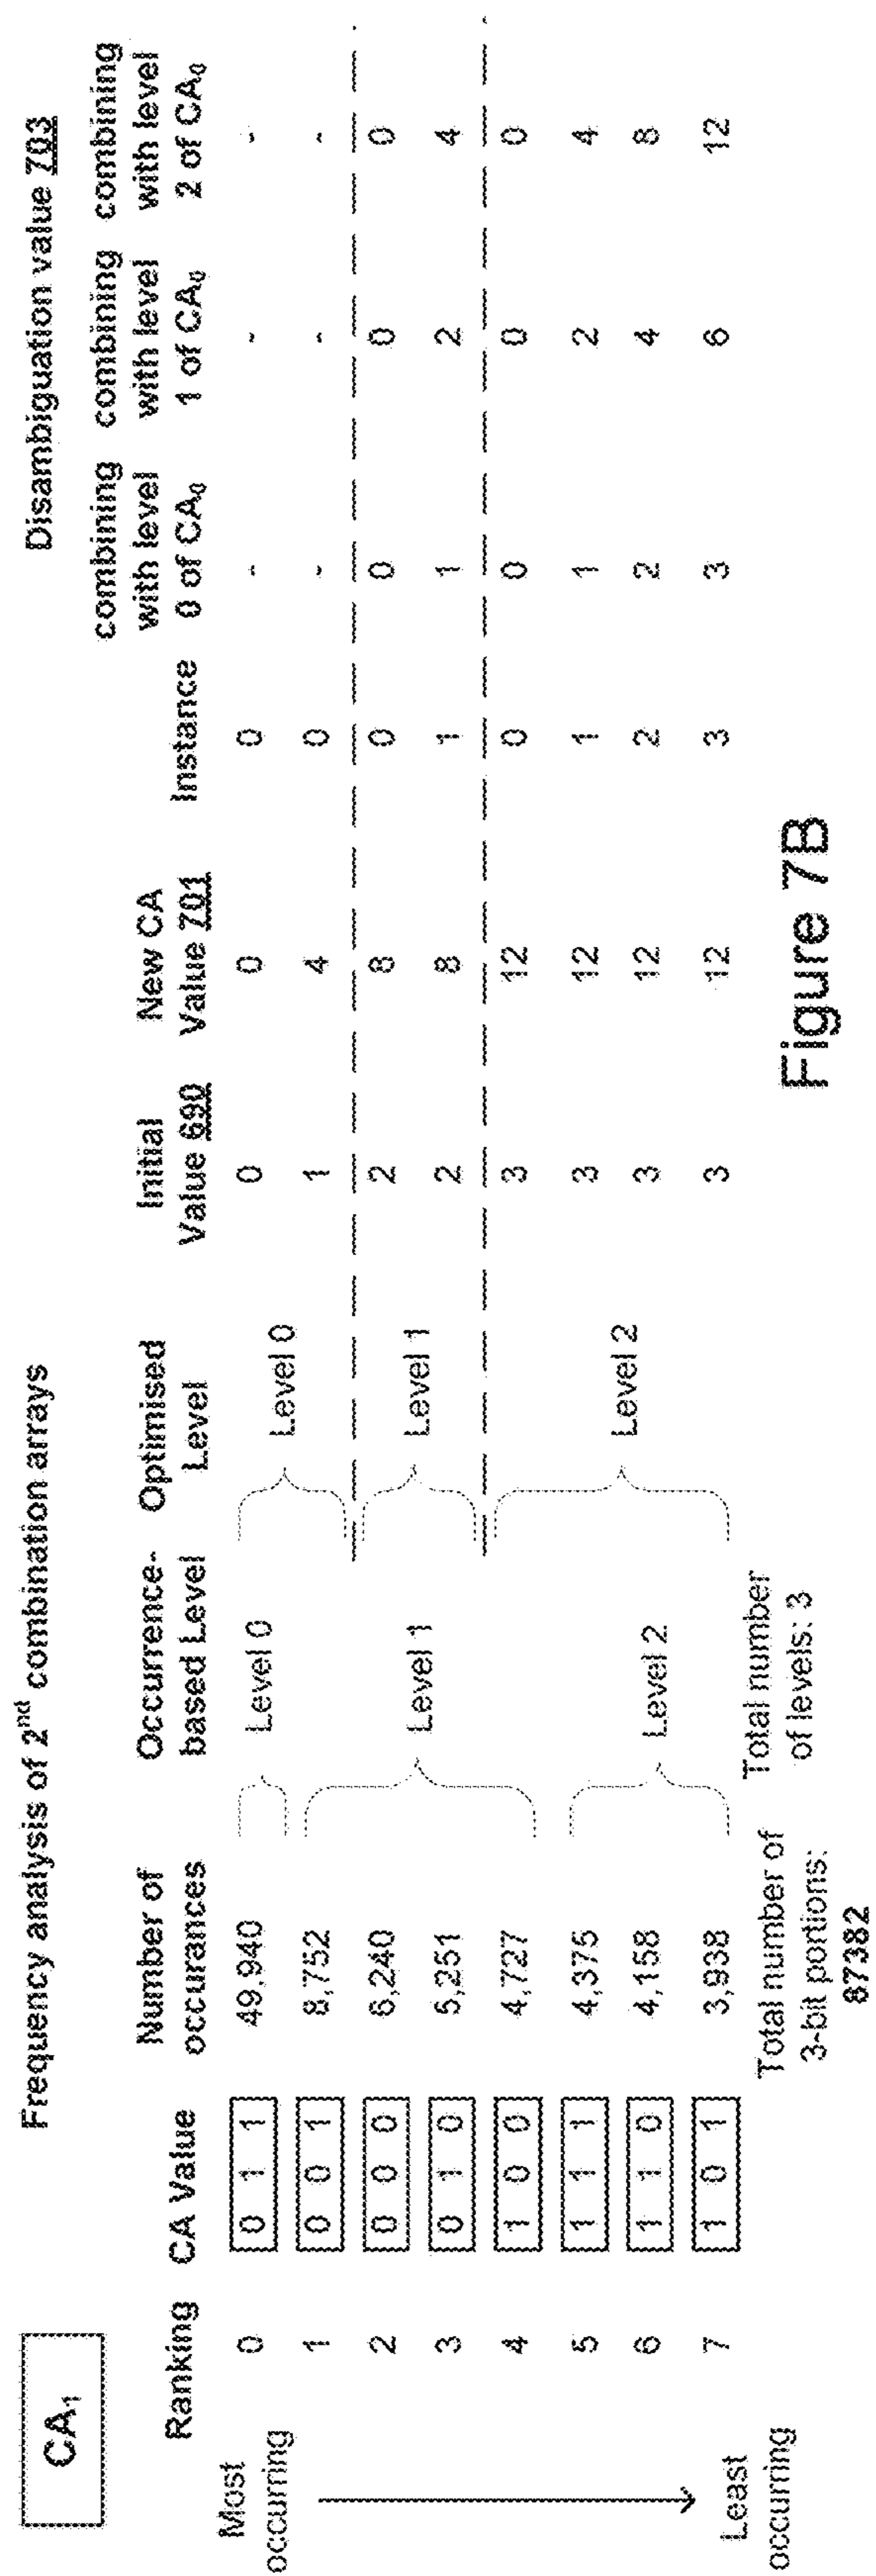 CA₁
Frequency analysis of 2ⁿᵈ combination arrays
Disambiguation value 703
Ranking
CA Value
Number of
occurances
Occurrence-
based Level
Optimised
Level
Initial
Value 690
New CA
Value 701
Instance
combining
with level
0 of CA₀
combining
with level
1 of CA₀
combining
with level
2 of CA₀
Most
occurring
0 0 1 1 49,940 0 0 0 - - -
1 0 0 1 8,752 1 4 0 - - -
2 0 0 0 6,240 2 8 0 0 0 0
3 0 1 0 5,251 2 8 1 1 2 4
4 1 0 0 4,727 3 12 0 0 0 0
5 1 1 1 4,375 3 12 1 1 2 4
6 1 1 0 4,158 3 12 2 2 4 8
7 1 0 1 3,938 3 12 3 3 6 12
Level 0
Level 1
Level 2
Level 0
Level 1
Level 2
Least
occurring
Total number of
3-bit portions:
87382
Total number
of levels: 3
Figure 7B